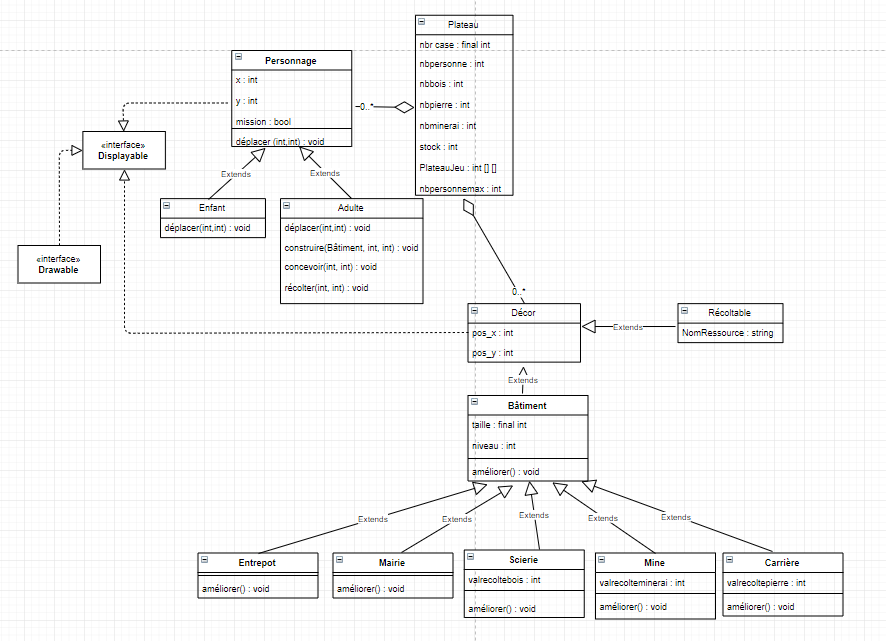 Plateau
nbr case : final int
nbpersonne : int
nbbois : int
nbpierre : int
nbminerai : int
stock : int
PlateauJeu : int [] []
nbpersonnemax : int
Personnage
x : int
y : int
mission : bool
déplacer (int,int) : void
0..*
«interface»
Displayable
Extends
Extends
Enfant
déplacer(int,int) : void
Adulte
déplacer(int,int) : void
construire(Bâtiment, int, int) : void
concevoir(int, int) : void
récolter(int, int) : void
«interface»
Drawable
0..*
Décor
pos_x : int
pos_y : int
Extends
Récoltable
NomRessource : string
Extends
Bâtiment
taille : final int
niveau : int
améliorer() : void
Extends
Extends
Extends
Extends
Extends
Entrepot
améliorer() : void
Mairie
améliorer() : void
Scierie
valrecoltebois : int
améliorer() : void
Mine
valrecolteminerai : int
améliorer() : void
Carrière
valrecoltepierre : int
améliorer() : void